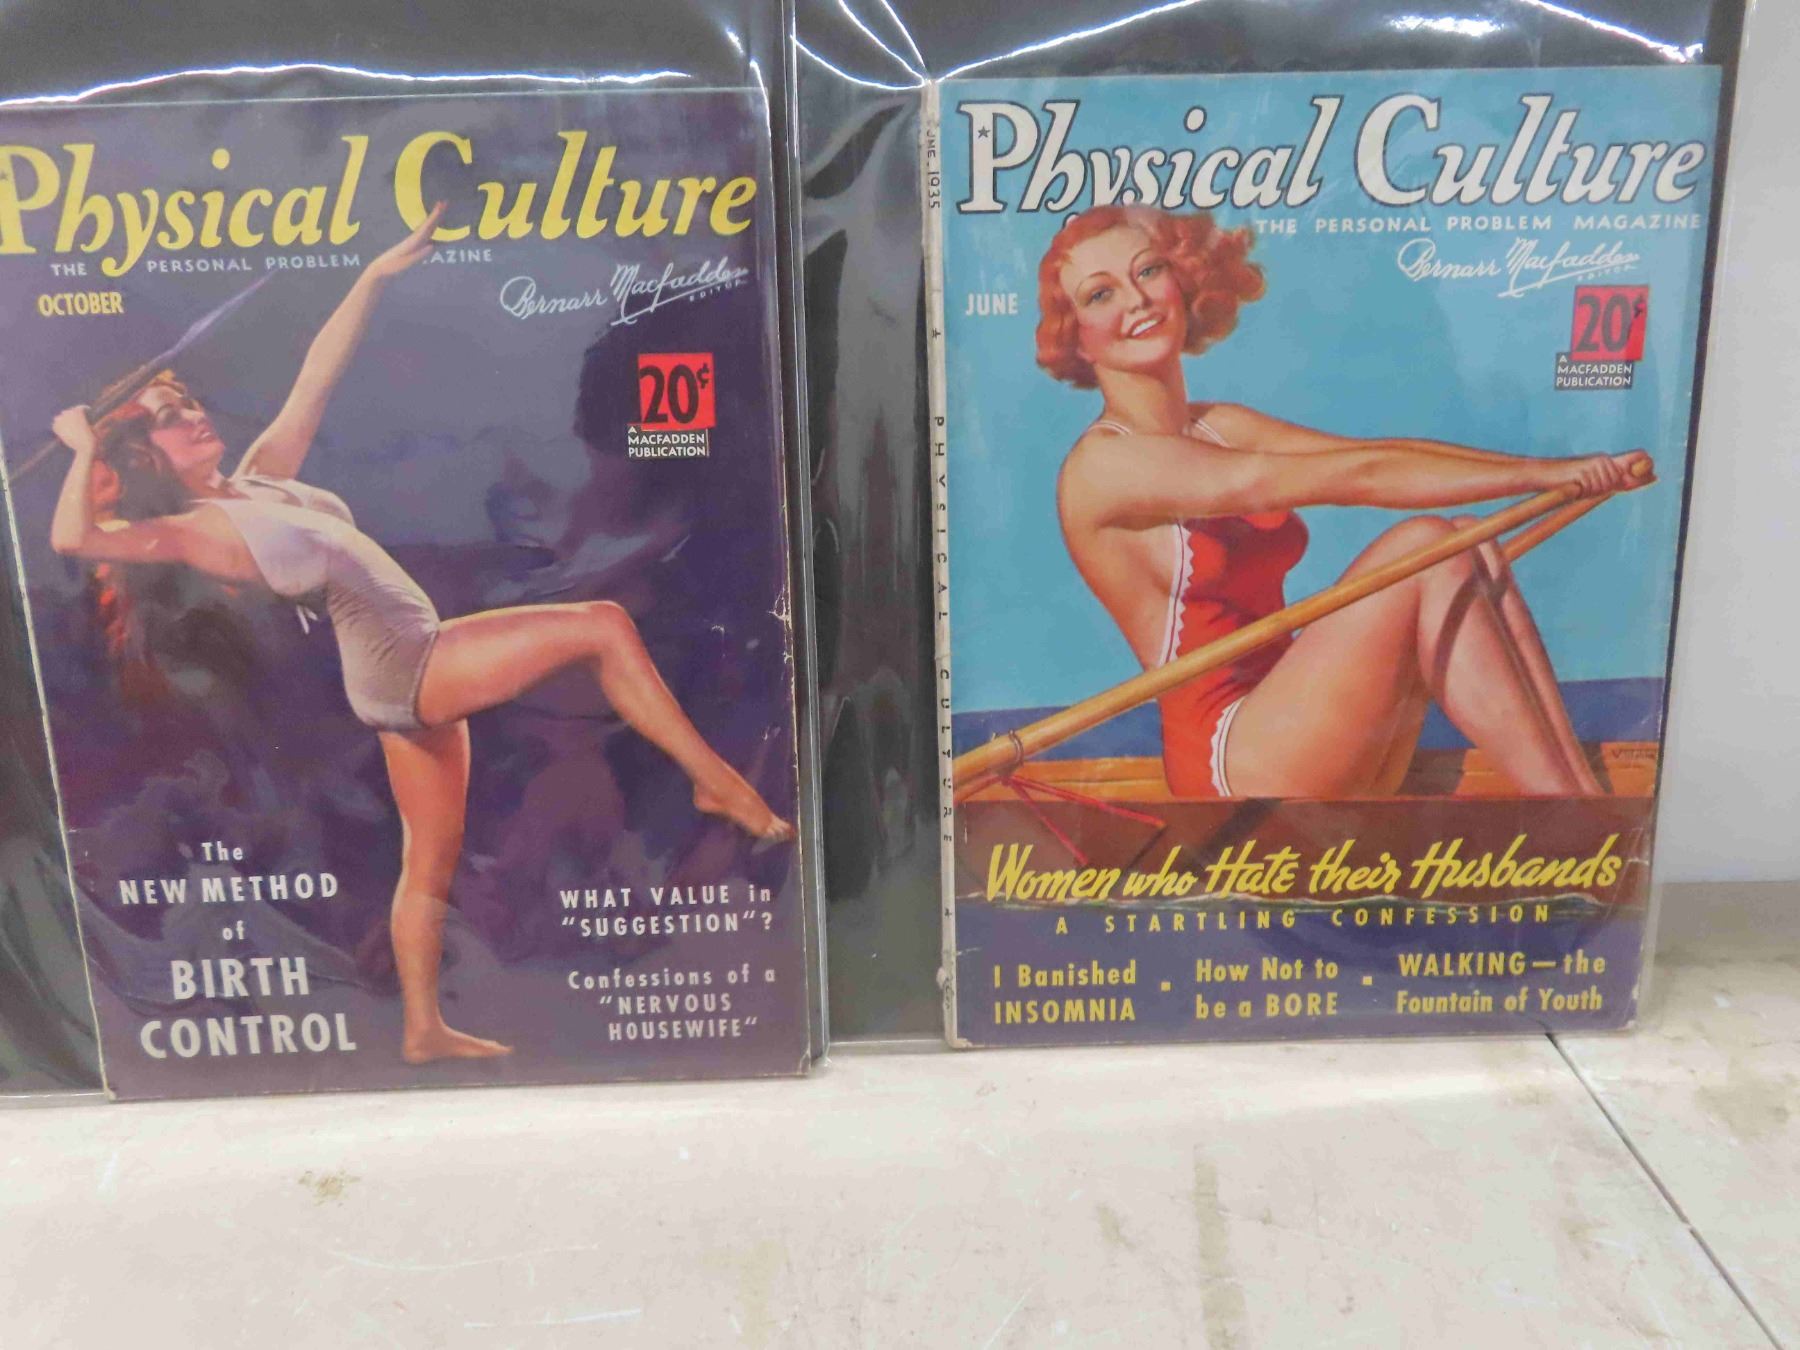 Physical Culture
THE PERSONAL PROBLEM AZINE
OCTOBER
Bernarr Macfadden
EDITOR
20¢
A
MACFADDEN
PUBLICATION
The
NEW METHOD
of
BIRTH
CONTROL
WHAT VALUE in
"SUGGESTION"?
Confessions of a
"NERVOUS
HOUSEWIFE"
JUNE, 1935
PHYSICAL CULTURE
Physical Culture
THE PERSONAL PROBLEM MAGAZINE
Bernarr Macfadden
EDITOR
JUNE
20¢
A
MACFADDEN
PUBLICATION
Women who Hate their Husbands
A STARTLING CONFESSION
I Banished
INSOMNIA
How Not to
be a BORE
WALKING—the
Fountain of Youth